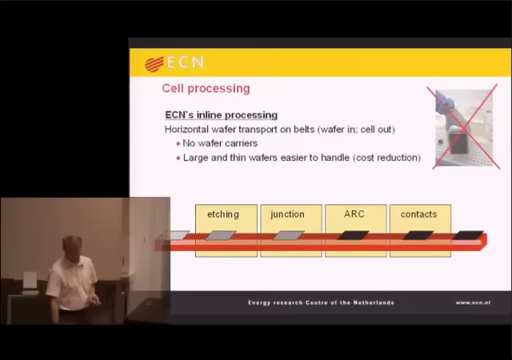 ECN
Cell processing
ECN's inline processing
Horizontal wafer transport on belts (wafer in; cell out)
• No wafer carriers
• Large and thin wafers easier to handle (cost reduction)
etching junction ARC contacts
Energy research Centre of the Netherlands www.ecn.nl